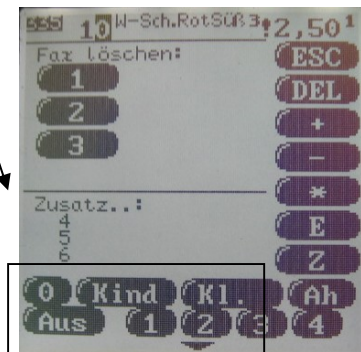 535 10 W-Sch.RotSüß 3 !2,50 1
Fax löschen: ESC
1 DEL
2 +
3 -
*
Zusatz..:
4 E
5
6 Z
0 Kind Kl. Ah
Aus 1 2 3 4